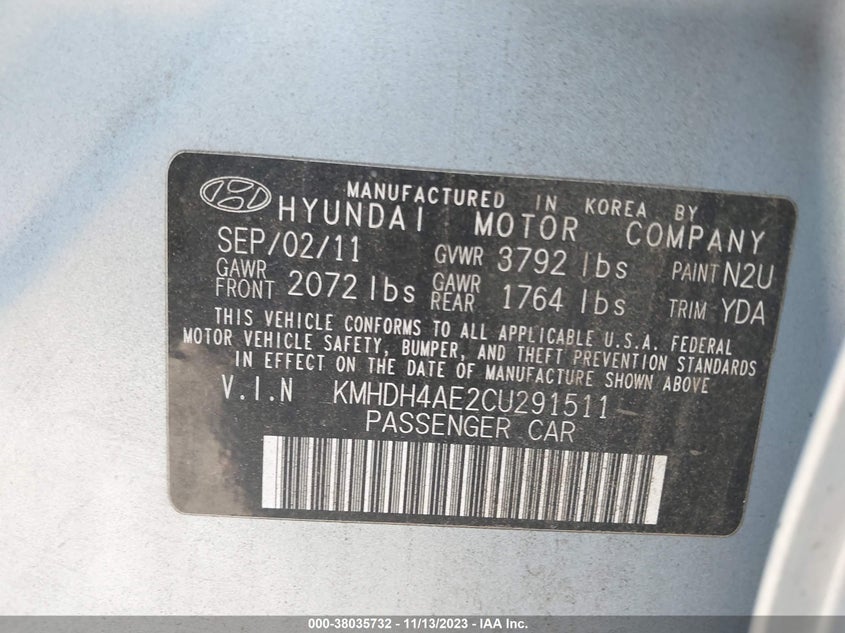 MANUFACTURED IN KOREA BY
HYUNDAI MOTOR COMPANY
SEP/02/11 GVWR 3792 lbs PAINT N2U
GAWR FRONT 2072 lbs GAWR REAR 1764 lbs TRIM YDA
THIS VEHICLE CONFORMS TO ALL APPLICABLE U.S.A. FEDERAL
MOTOR VEHICLE SAFETY, BUMPER, AND THEFT PREVENTION STANDARDS
IN EFFECT ON THE DATE OF MANUFACTURE SHOWN ABOVE
V.I.N KMHDH4AE2CU291511
PASSENGER CAR
000-38035732 - 11/13/2023 - IAA Inc.